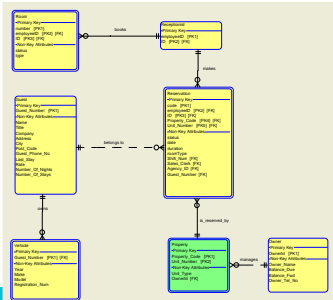 Room
•Primary Key
number [PK1]
employeeID [PK2] [FK]
ID [PK3] [FK]
•Non-Key Attributes
status
type
books
Receptionist
•Primary Key
employeeID [PK1]
ID [PK2] [FK]
makes
Guest
•Primary Key
Guest_Number [PK1]
•Non-Key Attributes
Name
Title
Company
Address
City
Post_Code
Guest_Phone_No
Last_Stay
Rate
Number_Of_Nights
Number_Of_Stays
belongs to
Reservation
•Primary Key
code [PK1]
employeeID [PK2] [FK]
ID [PK3] [FK]
Property_Code [PK4] [FK]
Unit_Number [PK5] [FK]
•Non-Key Attributes
status
date
duration
roomType
Shift_Num [FK]
Sales_Clerk [FK]
Agency_ID [FK]
Guest_Number [FK]
owns
is_reserved_by
Vehicle
•Primary Key
Guest_Number [PK1] [FK]
•Non-Key Attributes
Year
Make
Model
Registration_Num
Property
•Primary Key
Property_Code [PK1]
Unit_Number [PK2]
•Non-Key Attributes
Unit_Type
OwnerId [FK]
manages
Owner
•Primary Key
OwnerId [PK1]
•Non-Key Attributes
Owner_Name
Balance_Due
Balance_Fwd
Owner_Tel_No